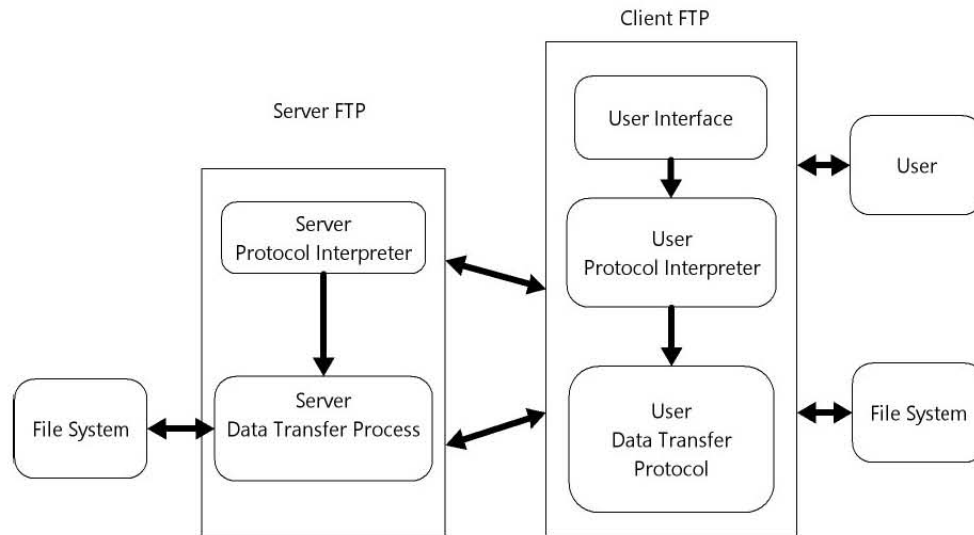 Client FTP
Server FTP
User Interface
User
Server
Protocol Interpreter
User
Protocol Interpreter
File System
Server
Data Transfer Process
User
Data Transfer
Protocol
File System